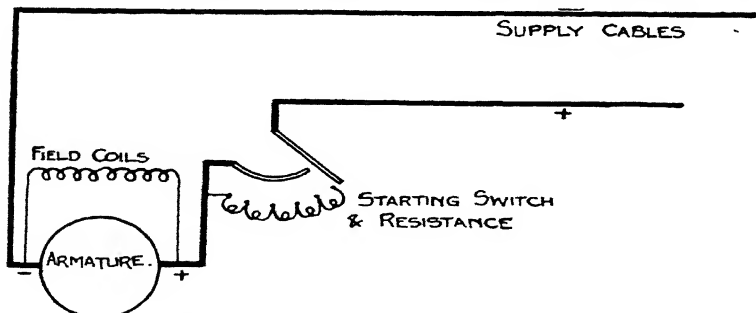 −
SUPPLY CABLES
+
FIELD COILS
STARTING SWITCH
& RESISTANCE
ARMATURE.
− +